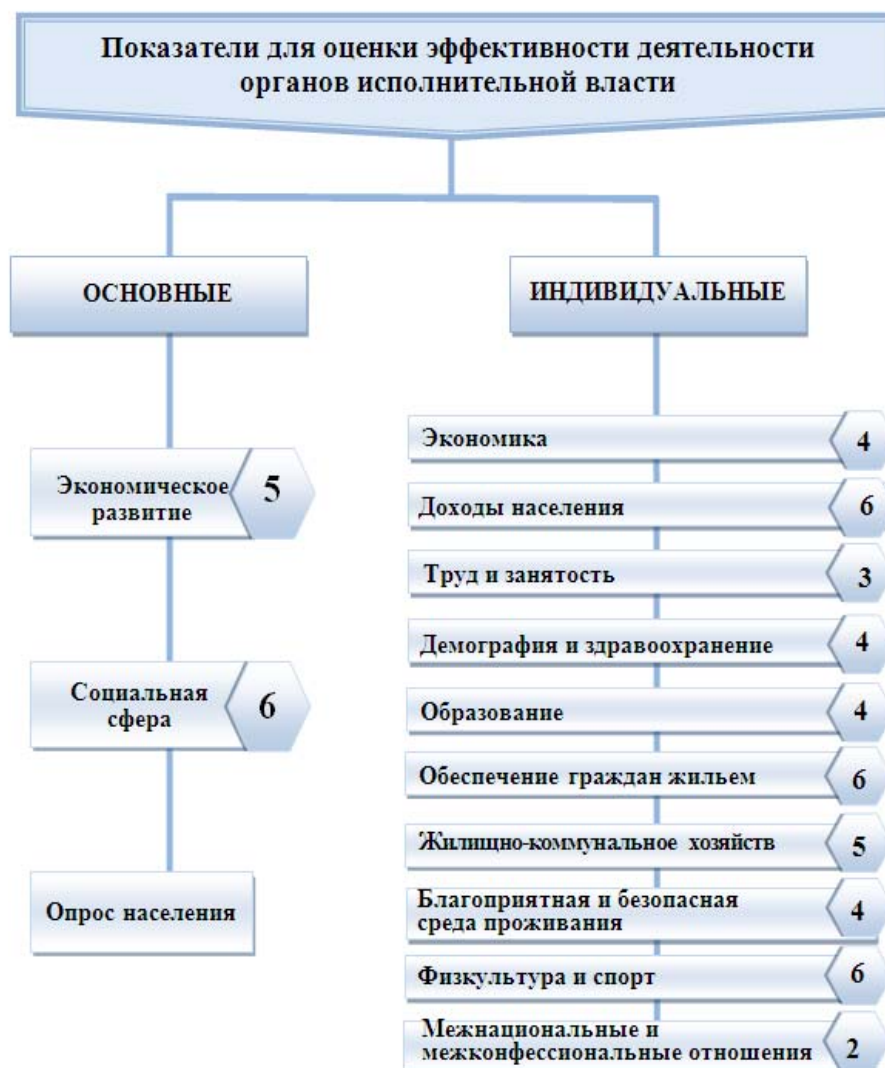 Показатели для оценки эффективности деятельности
органов исполнительной власти
ОСНОВНЫЕ
Экономическое
развитие
5
Социальная
сфера
6
Опрос населения
ИНДИВИДУАЛЬНЫЕ
Экономика
4
Доходы населения
6
Труд и занятость
3
Демография и здравоохранение
4
Образование
4
Обеспечение граждан жильем
6
Жилищно-коммунальное хозяйств
5
Благоприятная и безопасная
среда проживания
4
Физкультура и спорт
6
Межнациональные и
межконфессиональные отношения
2